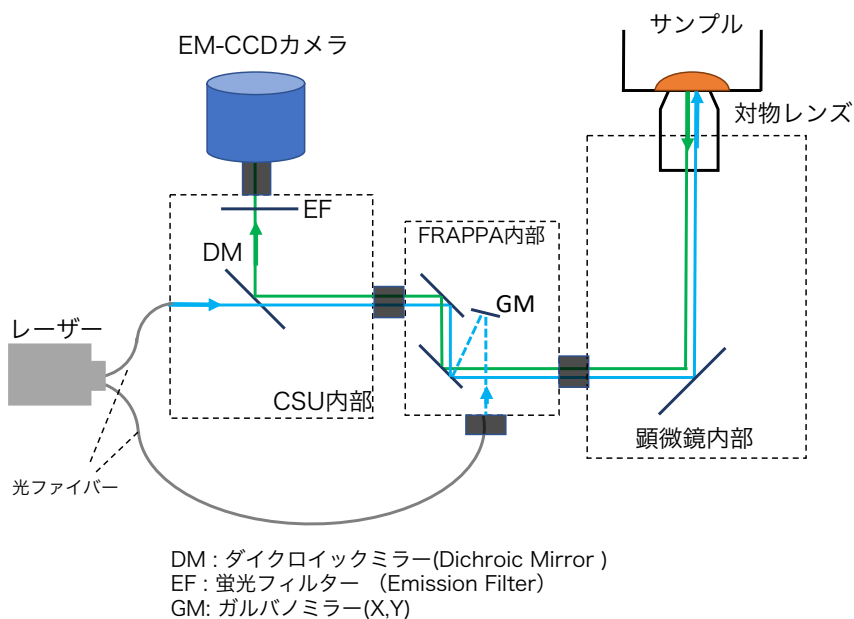 サンプル
EM-CCDカメラ
対物レンズ
EF
FRAPPA内部
DM
GM
レーザー
CSU内部
顕微鏡内部
光ファイバー
DM : ダイクロイックミラー(Dichroic Mirror )
EF : 蛍光フィルター （Emission Filter）
GM: ガルバノミラー(X,Y)